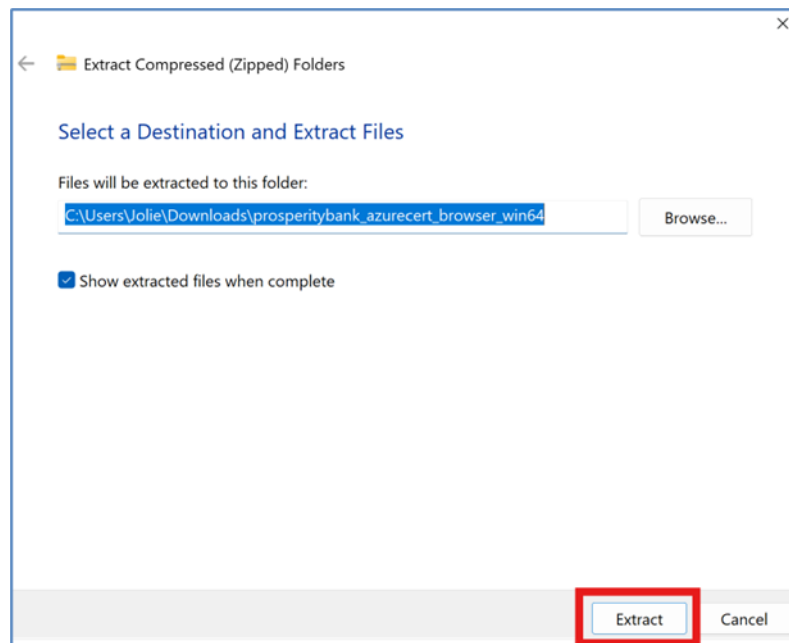 Extract Compressed (Zipped) Folders
Select a Destination and Extract Files
Files will be extracted to this folder:
C:\Users\Jolie\Downloads\prosperitybank_azurecert_browser_win64
Browse...
Show extracted files when complete
Extract
Cancel